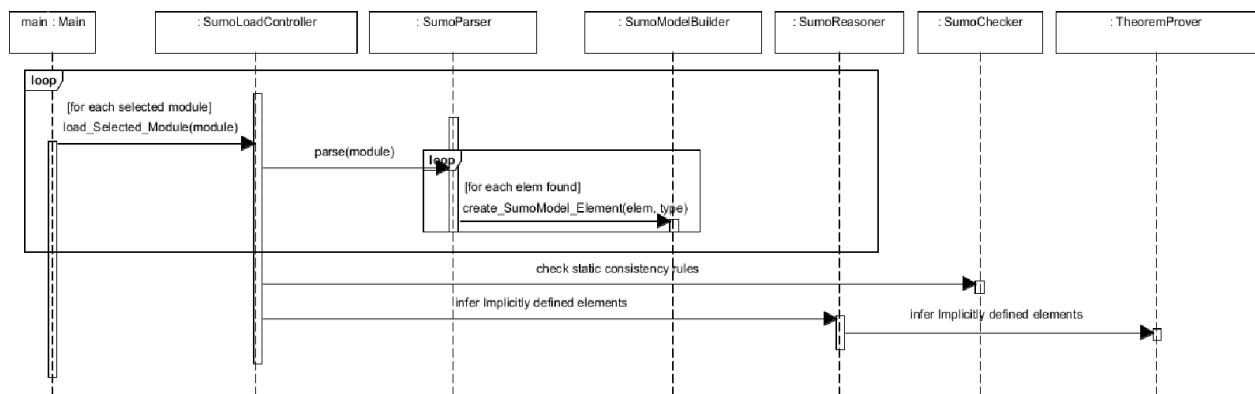 main : Main
: SumoLoadController
: SumoParser
: SumoModelBuilder
: SumoReasoner
: SumoChecker
: TheoremProver
loop
[for each selected module]
load_Selected_Module(module)
parse(module)
loop
[for each elem found]
create_SumoModel_Element(elem, type)
check static consistency rules
infer Implicitly defined elements
infer Implicitly defined elements